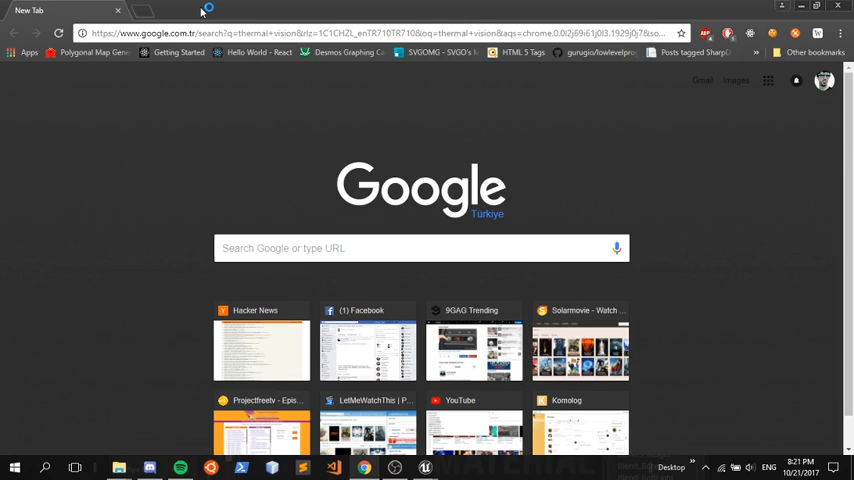 New Tab
https://www.google.com.tr/search?q=thermal+vision&rlz=1C1CHZL_enTR710TR710&oq=thermal+vision&aqs=chrome.0.0l2j69i61j0l3.1929j0j7&so...
Apps Polygonal Map Gene Getting Started Hello World - React Desmos Graphing Ca SVGOMG - SVGO's M HTML 5 Tags gurugio/lowlevelprog Posts tagged SharpD » Other bookmarks
Gmail Images
Google
Türkiye
Search Google or type URL
Hacker News (1) Facebook 9GAG Trending Solarmovie - Watch ...
Projectfreetv - Epis... LetMeWatchThis | P... YouTube Komolog
Desktop » ENG 8:21 PM
10/21/2017